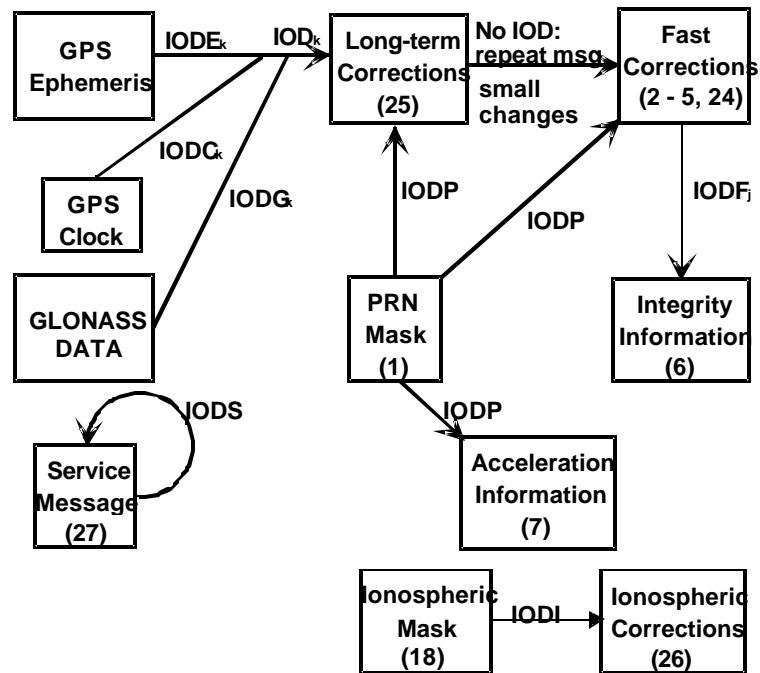 GPS
Ephemeris
IODEk
IODk
Long-term
Corrections
(25)
No IOD:
repeat msg,
small
changes
Fast
Corrections
(2 - 5, 24)
IODCk
IODGk
IODP
IODP
IODFj
GPS
Clock
GLONASS
DATA
PRN
Mask
(1)
Integrity
Information
(6)
IODS
IODP
Service
Message
(27)
Acceleration
Information
(7)
Ionospheric
Mask
(18)
IODI
Ionospheric
Corrections
(26)